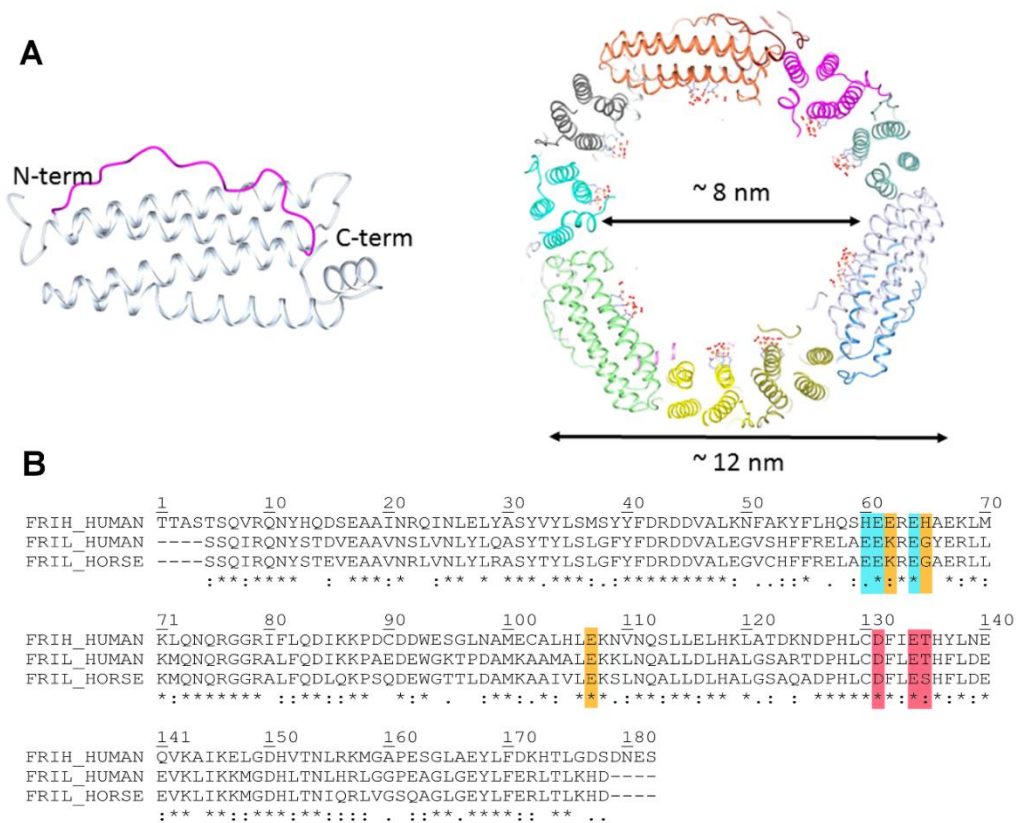 A
N-term
C-term
~ 8 nm
~ 12 nm
B
1 10 20 30 40 50 60 70
FRIH_HUMAN TTASTSQVRQNYHQDSEAAINRQINLELYASYVYLSMSYYFDRDDVALKNFAKYFLHQSHEEREHAEKLM
FRIL_HUMAN ----SSQIRQNYSTDVEAAVNSLVNLYLQASYTYLSLGFYFDRDDVALEGVSHFFRELAEEKREGYERLL
FRIL_HORSE ----SSQIRQNYSTEVEAAVNSLVNLYLRASYTYLSLGFYFDRDDVALEGVCHFFRELAEEKREGAERLL
:**:**** : ***:* :** * ***.***:.:*********:...::* . : .*:** *:*:
71 80 90 100 110 120 130 140
FRIH_HUMAN KLQNQRGGRIFLQDIKKPDCDDWESGLNAMECALHLEKNVNQSLLELHKLATDKNDPHLCDFIETHYLNE
FRIL_HUMAN KMQNQRGGRALFQDIKKPAEDEWGKTPDAMKAAMALEKKLNQALLDLHALGSARTDPHLCDFLETHFLDE
FRIL_HORSE KMQNQRGGRALFQDLQKPSQDEWGTTLDAMKAAIVLEKSLNQALLDLHALGSAQADPHLCDFLESHFLDE
*:******* ::**::** *:* . :**:.*: ***.:**:**:** *.: : *******:*:*:*:*
141 150 160 170 180
FRIH_HUMAN QVKAIKELGDHVTNLRKMGAPESGLAEYLFDKHTLGDSDNES
FRIL_HUMAN EVKLIKKMGDHLTNLHRLGGPEAGLGEYLFERLTLKHD----
FRIL_HORSE EVKLIKKMGDHLTNIQRLVGSQAGLGEYLFERLTLKHD----
:** **::***:**:::: . ::**.****:: ** ..